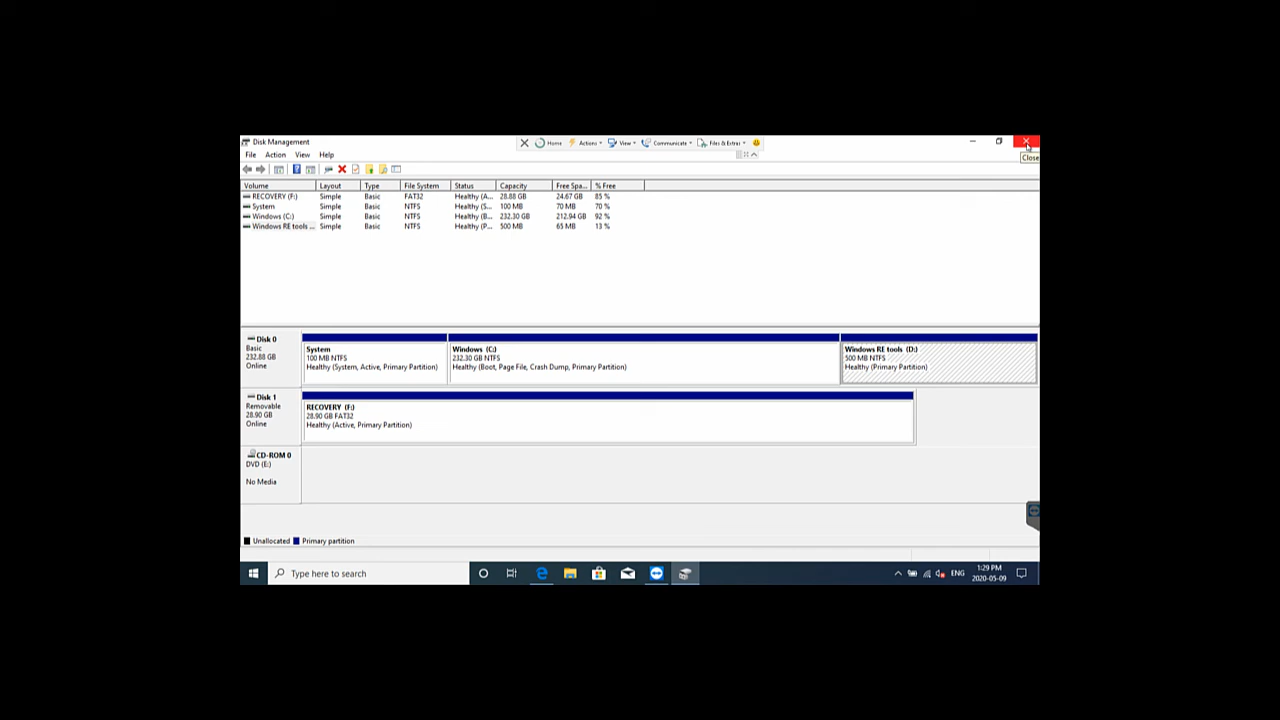 Disk Management
Home Actions View Communicate Files & Extras
Close
File Action View Help
Volume Layout Type File System Status Capacity Free Spa... % Free
RECOVERY (F:) Simple Basic FAT32 Healthy (A... 28.88 GB 24.67 GB 85 %
System Simple Basic NTFS Healthy (S... 100 MB 70 MB 70 %
Windows (C:) Simple Basic NTFS Healthy (B... 232.30 GB 212.94 GB 92 %
Windows RE tools ... Simple Basic NTFS Healthy (P... 500 MB 65 MB 13 %
Disk 0
Basic
232.88 GB
Online
System
100 MB NTFS
Healthy (System, Active, Primary Partition)
Windows (C:)
232.30 GB NTFS
Healthy (Boot, Page File, Crash Dump, Primary Partition)
Windows RE tools (D:)
500 MB NTFS
Healthy (Primary Partition)
Disk 1
Removable
28.90 GB
Online
RECOVERY (F:)
28.90 GB FAT32
Healthy (Active, Primary Partition)
CD-ROM 0
DVD (E:)
No Media
Unallocated Primary partition
Type here to search
ENG
1:29 PM
2020-05-09